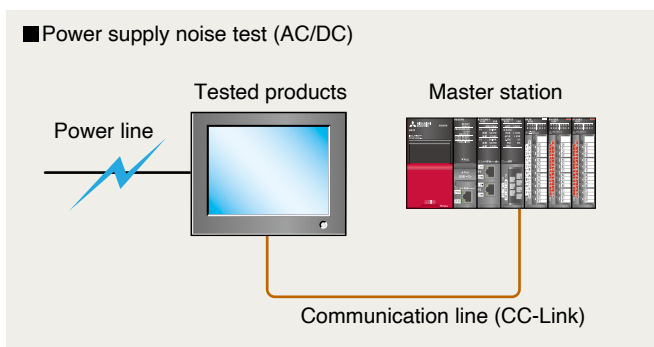 ■Power supply noise test (AC/DC)
Tested products
Master station
Power line
Communication line (CC-Link)